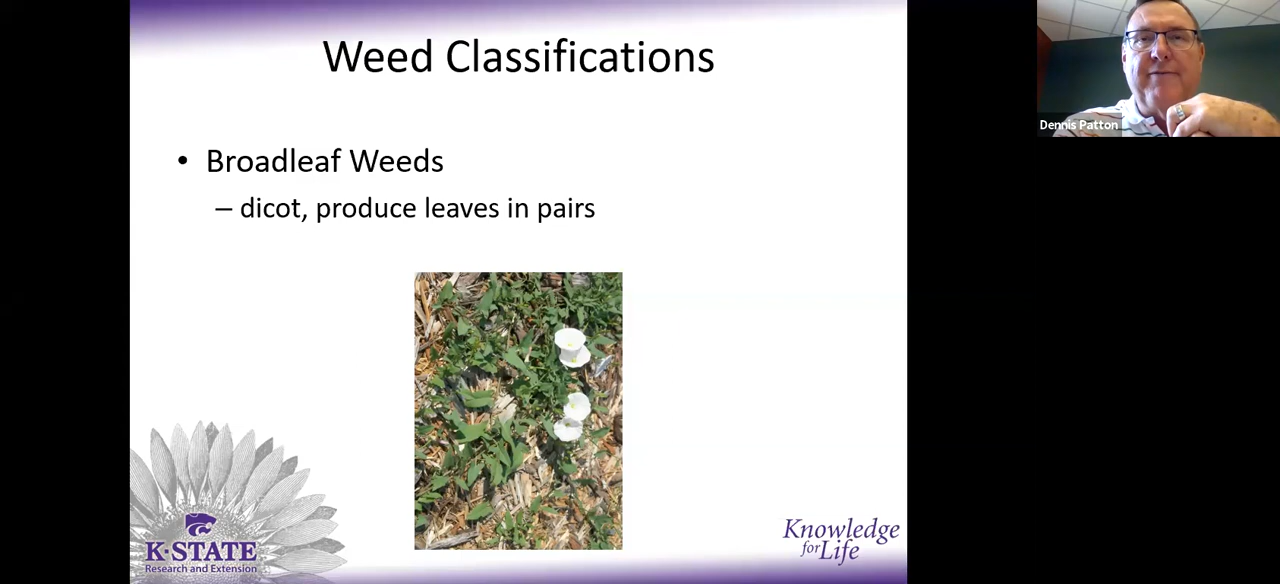 Weed Classifications
• Broadleaf Weeds
– dicot, produce leaves in pairs
Dennis Patton
K-STATE
Research and Extension
Knowledge
for Life